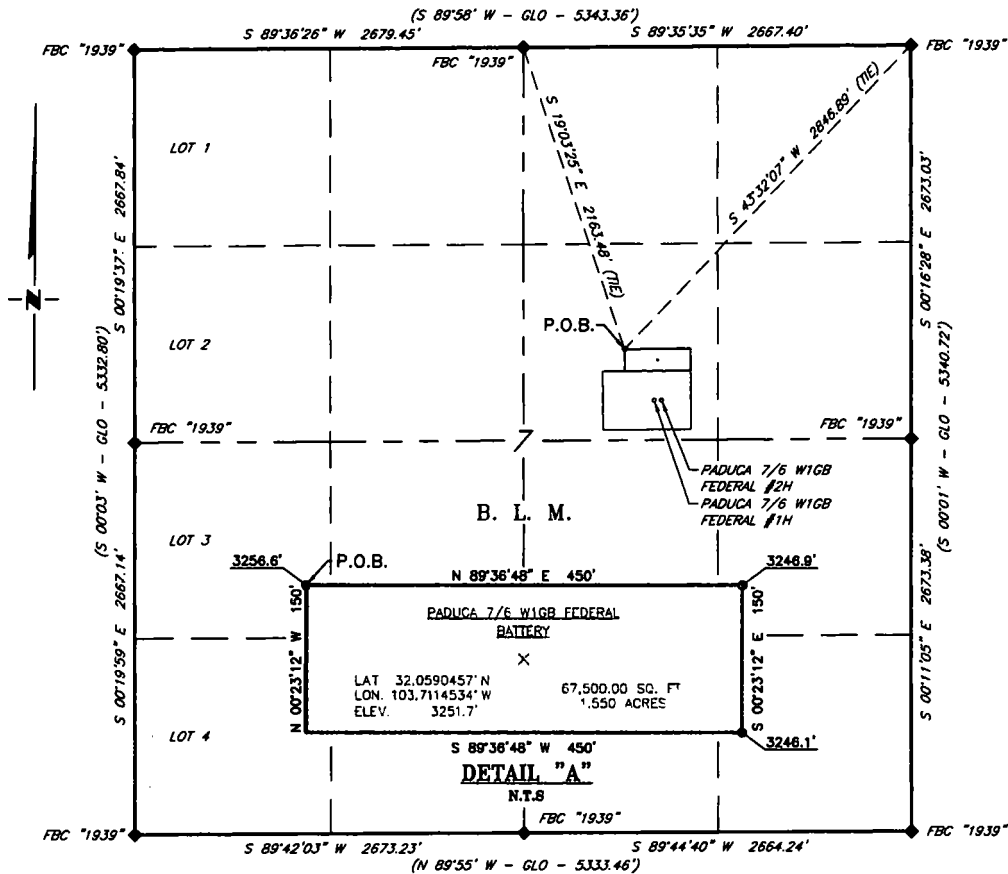 (S 89°58' W - GLO - 5343.36')
S 89°36'26" W 2679.45'
S 89°35'35" W 2667.40'
FBC "1939"
FBC "1939"
FBC "1939"
LOT 1
S 19°03'25" E 2163.48' (TIE)
S 43°32'07" W 2846.89' (TIE)
S 00°19'37" E 2667.84'
S 00°16'28" E 2673.03'
-N-
P.O.B.
LOT 2
(S 00°03' W - GLO - 5332.80')
(S 00°01' W - GLO - 5340.72')
FBC "1939"
FBC "1939"
7
PADUCA 7/6 W1GB
FEDERAL #2H
PADUCA 7/6 W1GB
FEDERAL #1H
B. L. M.
LOT 3
3256.6'
P.O.B.
N 89°36'48" E 450'
3246.9'
S 00°19'59" E 2667.14'
N 00°23'12" W 150'
PADUCA 7/6 W1GB FEDERAL
BATTERY
LAT 32.0590457° N
LON. 103.7114534° W
ELEV. 3251.7'
67,500.00 SQ. FT
1.550 ACRES
S 00°23'12" E 150'
S 00°11'05" E 2673.38'
LOT 4
S 89°36'48" W 450'
3246.1'
DETAIL "A"
N.T.S
FBC "1939"
FBC "1939"
FBC "1939"
S 89°42'03" W 2673.23'
S 89°44'40" W 2664.24'
(N 89°55' W - GLO - 5333.46')